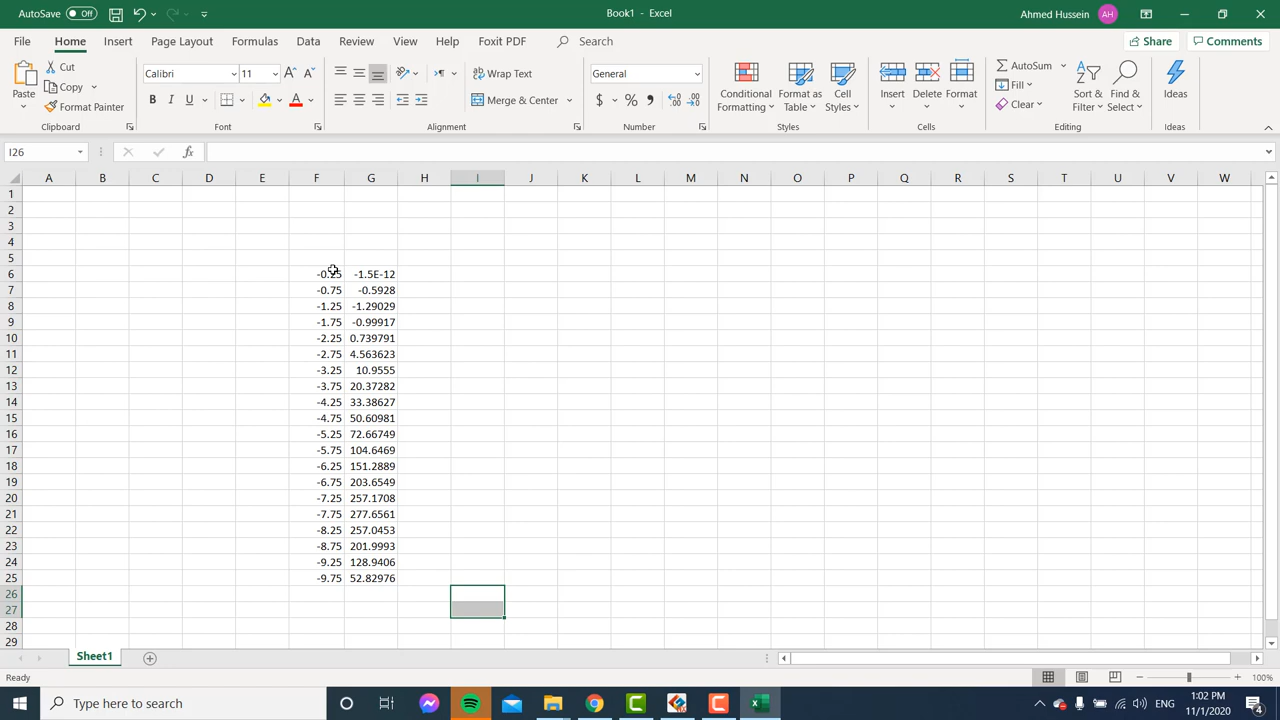 AutoSave Off Book1 - Excel Ahmed Hussein AH
File Home Insert Page Layout Formulas Data Review View Help Foxit PDF Search Share Comments
Paste Cut Copy Format Painter Clipboard
Calibri 11 B I U A Font
Wrap Text Merge & Center Alignment
General $ % Number
Conditional Formatting Format as Table Cell Styles Styles
Insert Delete Format Cells
AutoSum Fill Clear Sort & Filter Find & Select Editing
Ideas Ideas
I26 fx
A B C D E F G H I J K L M N O P Q R S T U V W
1
2
3
4
5
6 -0.25 -1.5E-12
7 -0.75 -0.5928
8 -1.25 -1.29029
9 -1.75 -0.99917
10 -2.25 0.739791
11 -2.75 4.563623
12 -3.25 10.9555
13 -3.75 20.37282
14 -4.25 33.38627
15 -4.75 50.60981
16 -5.25 72.66749
17 -5.75 104.6469
18 -6.25 151.2889
19 -6.75 203.6549
20 -7.25 257.1708
21 -7.75 277.6561
22 -8.25 257.0453
23 -8.75 201.9993
24 -9.25 128.9406
25 -9.75 52.82976
26
27
28
29
Sheet1
Ready 100%
Type here to search ENG 1:02 PM
11/1/2020 4